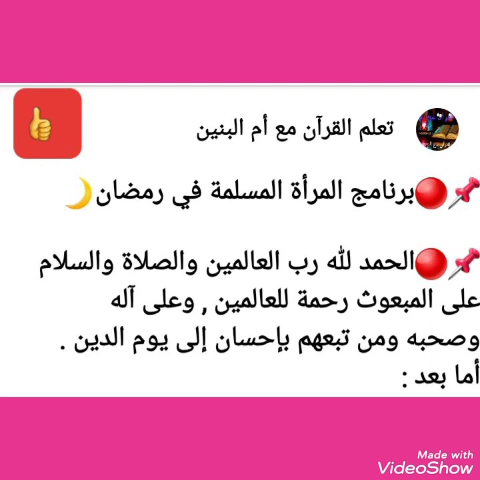 تعلم القرآن مع أم البنين
📌🔴برنامج المرأة المسلمة في رمضان🌙
📌🔴الحمد لله رب العالمين والصلاة والسلام
على المبعوث رحمة للعالمين , وعلى آله
وصحبه ومن تبعهم بإحسان إلى يوم الدين .
أما بعد :
Made with
VideoShow